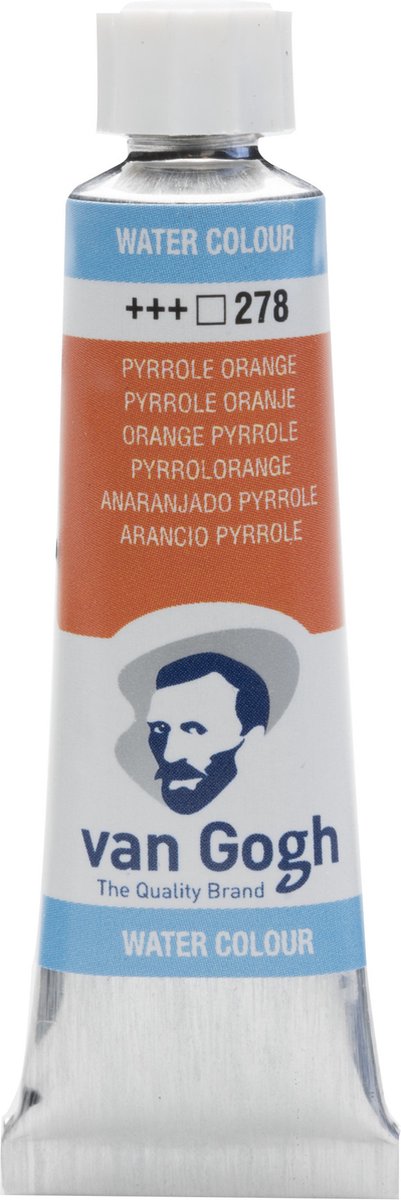 WATER COLOUR
+++ □ 278
PYRROLE ORANGE
PYRROLE ORANJE
ORANGE PYRROLE
PYRROLORANGE
ANARANJADO PYRROLE
ARANCIO PYRROLE
van Gogh
The Quality Brand
WATER COLOUR